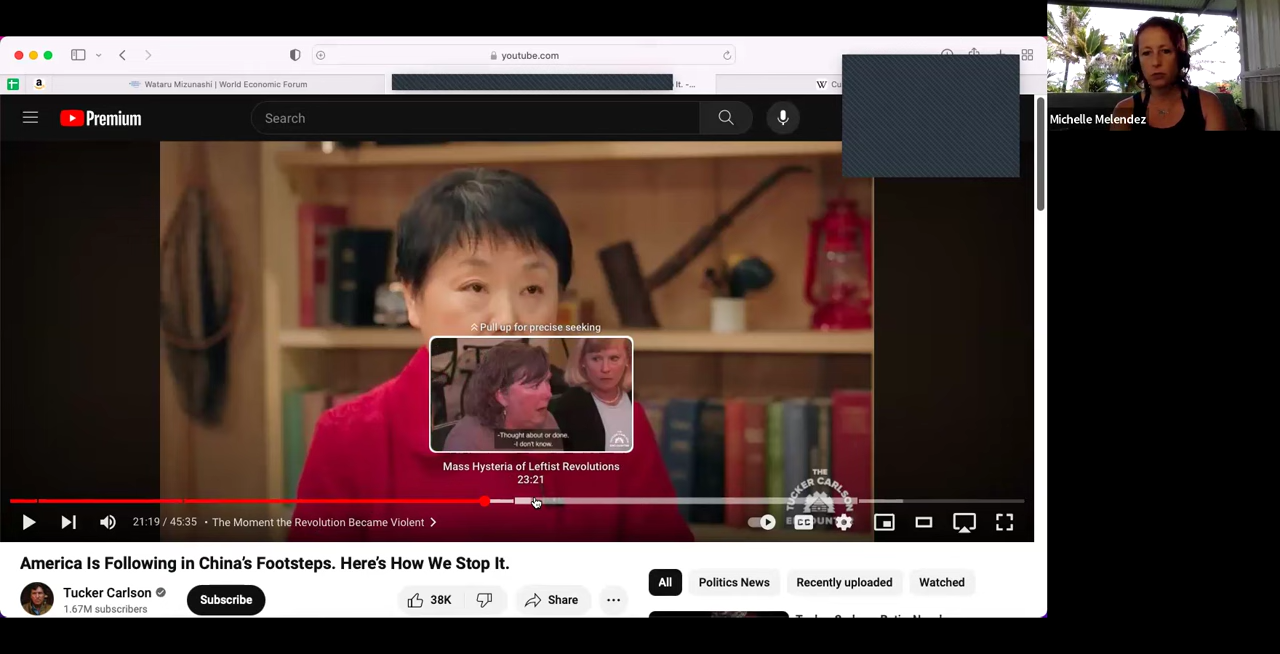 youtube.com
a
Wataru Mizunashi | World Economic Forum
It. -...
W Cu
Premium
Search
Michelle Melendez
Pull up for precise seeking
-Thought about or done.
-I don't know.
Mass Hysteria of Leftist Revolutions
23:21
THE
TUCKER CARLSON
21:19 / 45:35 • The Moment the Revolution Became Violent
CC
America Is Following in China's Footsteps. Here's How We Stop It.
Tucker Carlson
1.67M subscribers
Subscribe
38K
Share
All
Politics News
Recently uploaded
Watched